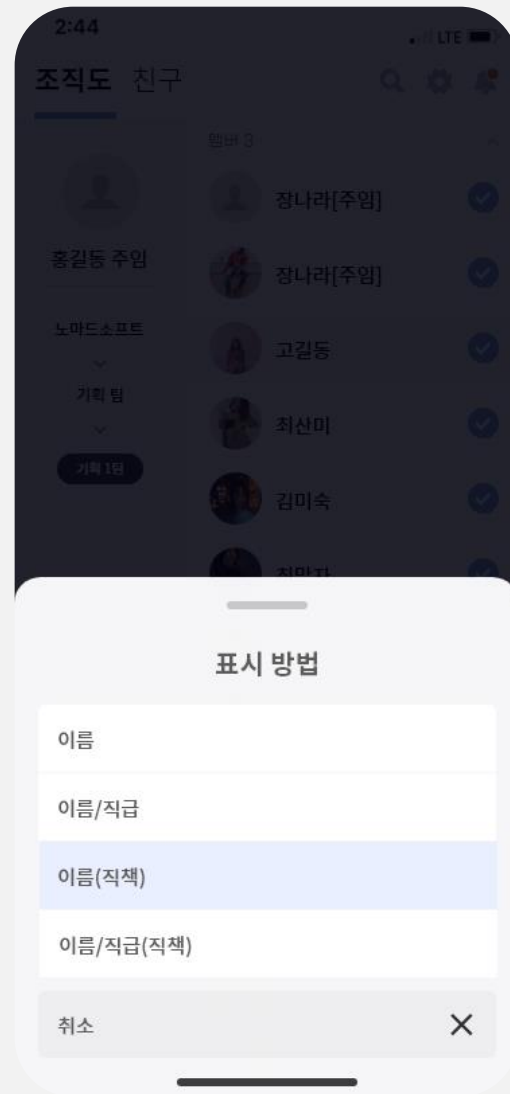 2:44
LTE
조직도 친구
멤버 3
홍길동 주임
노마드소프트
기획 팀
기획 1팀
장나라[주임]
장나라[주임]
고길동
최산미
김미숙
표시 방법
이름
이름/직급
이름(직책)
이름/직급(직책)
취소